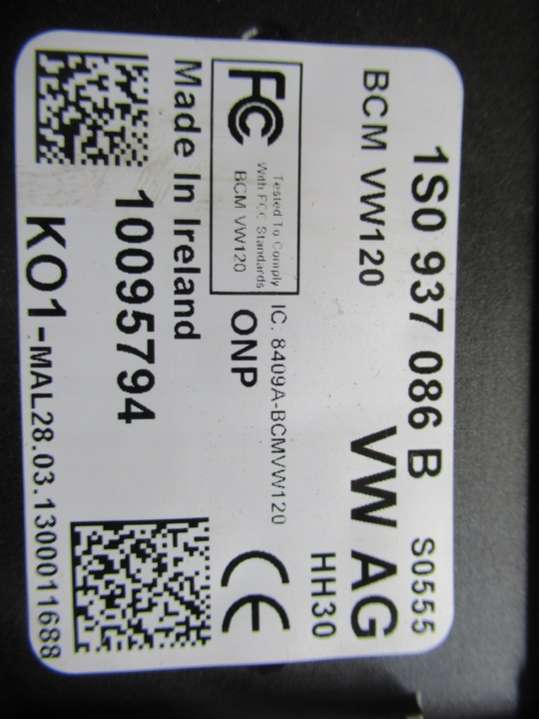 1S0 937 086 B S0555
BCM VW120 VW AG HH30
IC. 8409A-BCMVW120
FC Tested To Comply
With FCC Standards
BCM VW120
ONP CE
Made In Ireland
10095794
KO1-MAL28.03.1300011688